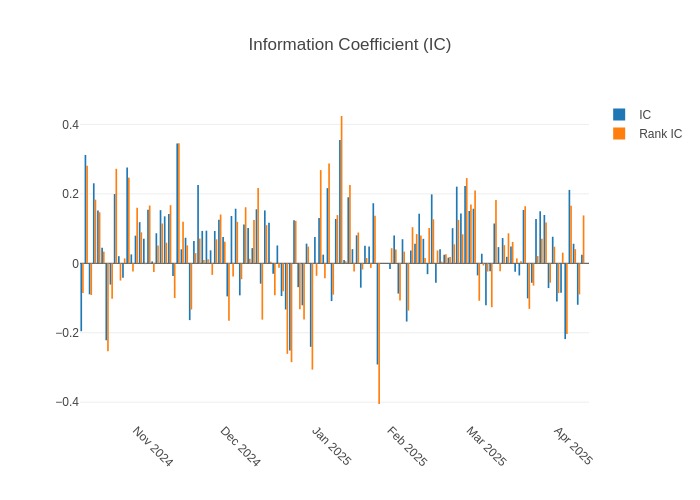 Information Coefficient (IC)
IC
Rank IC
0.4
0.2
0
−0.2
−0.4
Nov 2024
Dec 2024
Jan 2025
Feb 2025
Mar 2025
Apr 2025